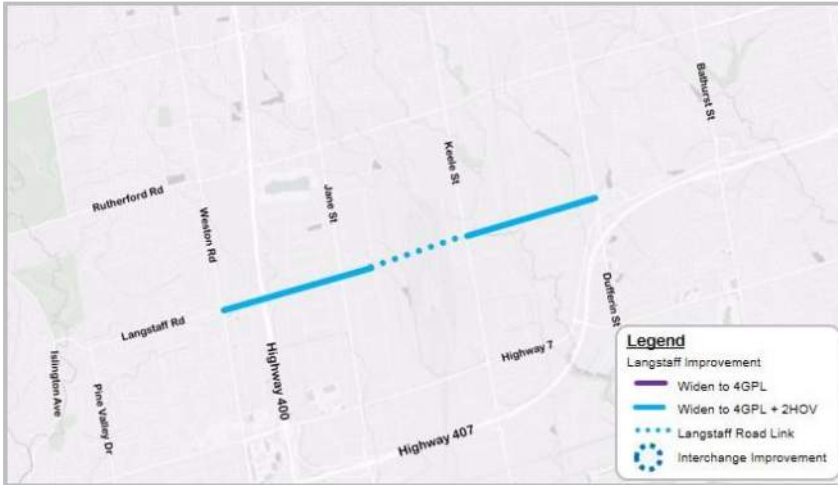 Bathurst St
Keele St
Rutherford Rd
Jane St
Weston Rd
Langstaff Rd
Dufferin St
Islington Ave
Pine Valley Dr
Highway 400
Highway 7
Highway 407
Legend
Langstaff Improvement
Widen to 4GPL
Widen to 4GPL + 2HOV
Langstaff Road Link
Interchange Improvement